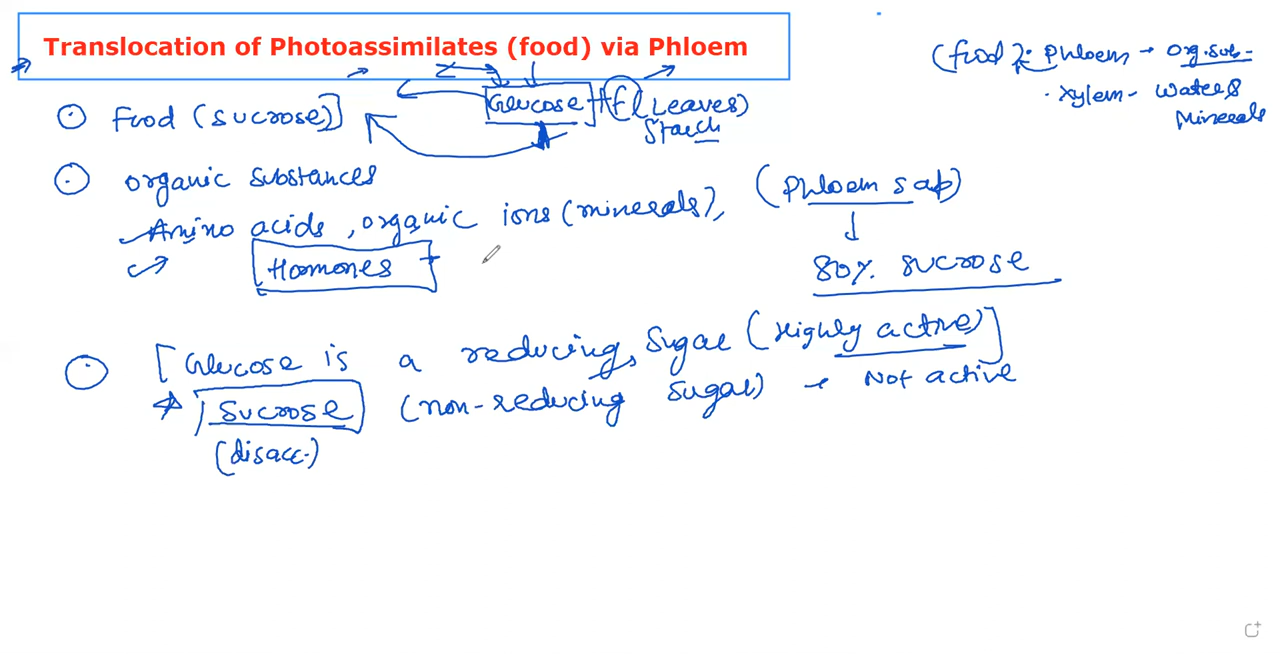 Translocation of Photoassimilates (food) via Phloem
(food): Phloem → Org. sub-
· Xylem - Water &
Minerals
Food (sucrose)
Glucose + F (Leaves)
Starch
organic substances
Amino acids, organic ions (minerals), (Phloem sap)
Hormones
80% sucrose
[Glucose is a reducing sugar (Highly active)]
Sucrose (non-reducing sugar) → Not active
(disacc.)